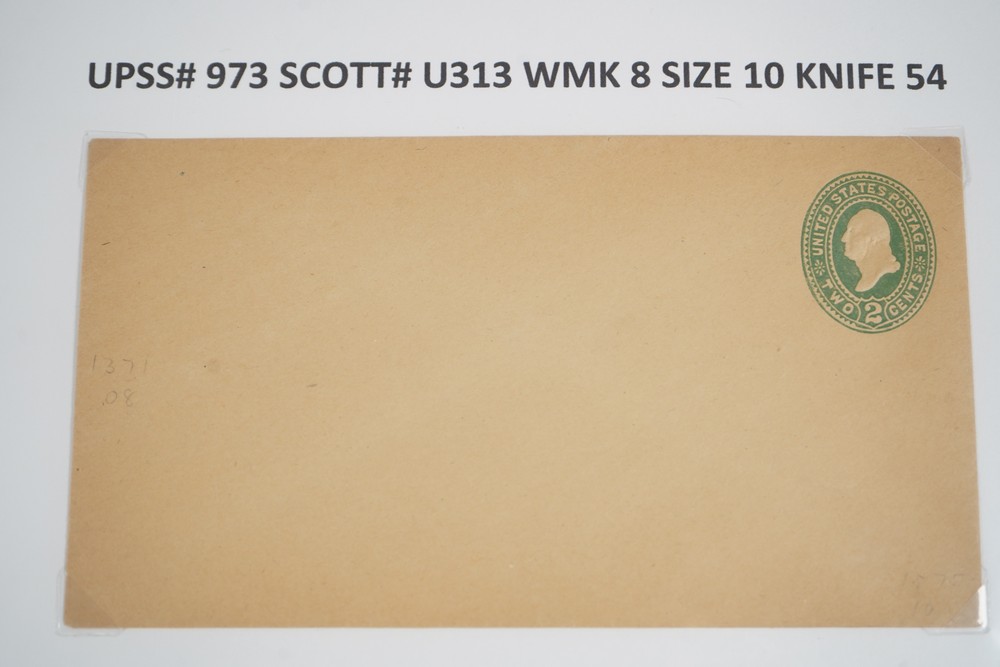 UPSS# 973 SCOTT# U313 WMK 8 SIZE 10 KNIFE 54
UNITED STATES POSTAGE
TWO 2 CENTS
1371
.08